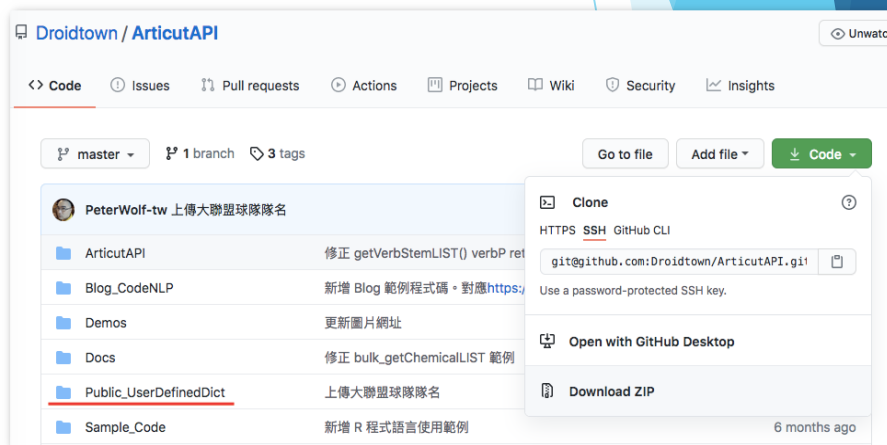 Droidtown / ArticutAPI
Code Issues Pull requests Actions Projects Wiki Security Insights
master 1 branch 3 tags Go to file Add file Code
PeterWolf-tw 上傳大聯盟球隊隊名
Clone
HTTPS SSH GitHub CLI
git@github.com:Droidtown/ArticutAPI.git
Use a password-protected SSH key.
Open with GitHub Desktop
Download ZIP
ArticutAPI 修正 getVerbStemLIST() verbP
Blog_CodeNLP 新增 Blog 範例程式碼。對應https:/
Demos 更新圖片網址
Docs 修正 bulk_getChemicalLIST 範例
Public_UserDefinedDict 上傳大聯盟球隊隊名
Sample_Code 新增 R 程式語言使用範例 6 months ago